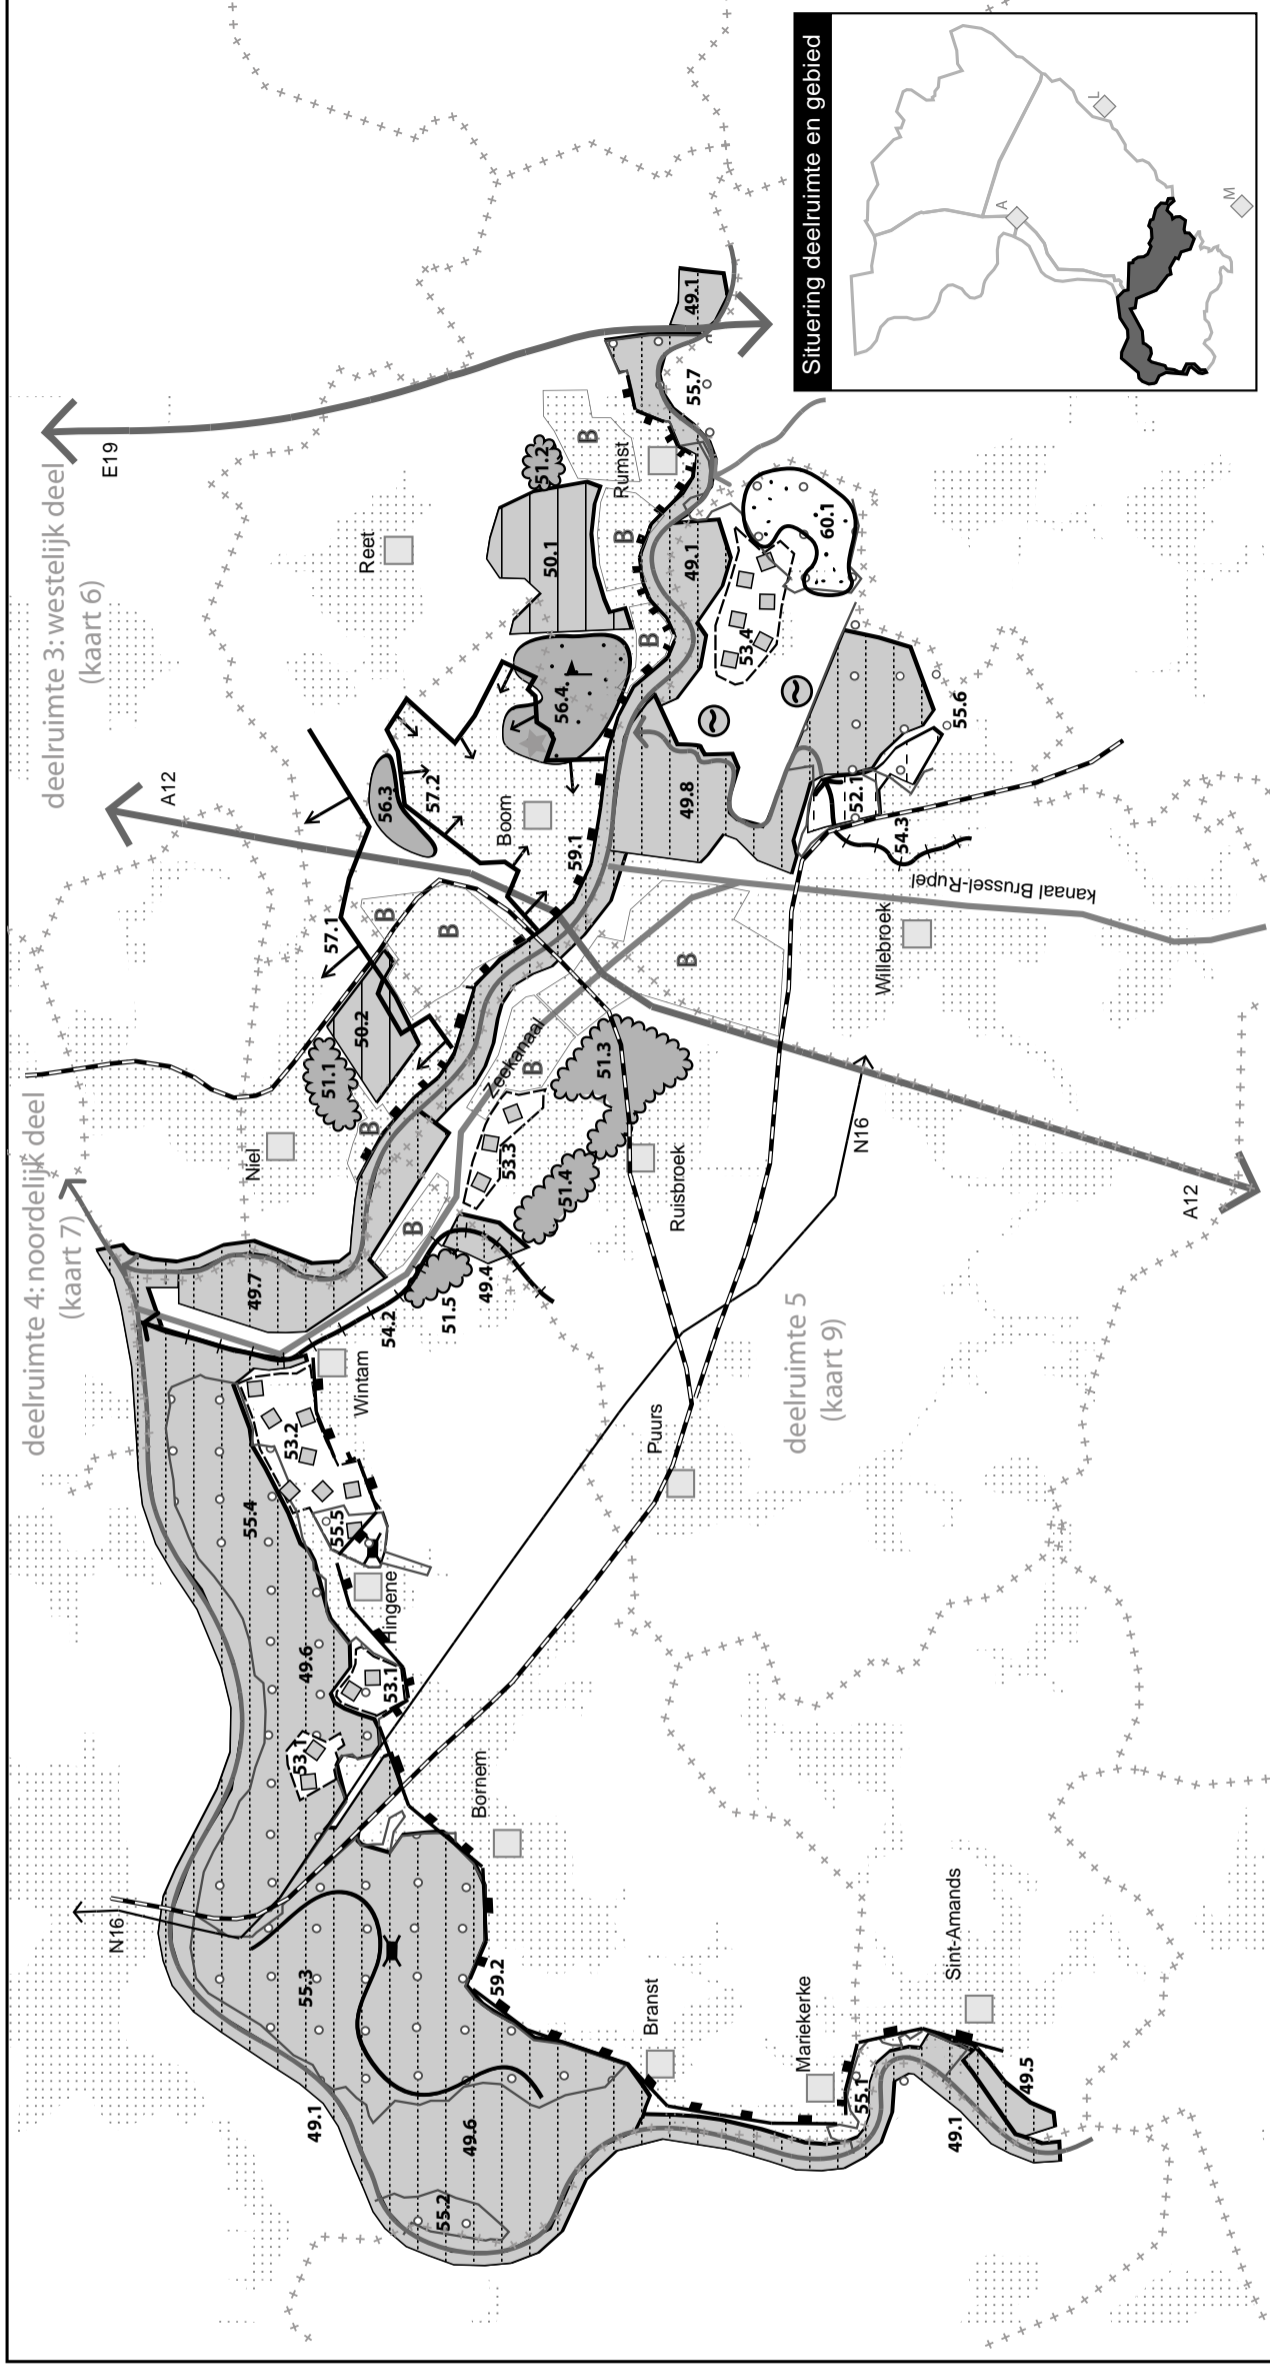 deelruimte 4: noordelijk deel
(kaart 7)
deelruimte 3: westelijk deel
(kaart 6)
deelruimte 5
(kaart 9)
Situering deelruimte en gebied
A
L
M
N16
N16
A12
A12
E19
Reet
Niel
Boom
Rumst
Wintam
Hingene
Bornem
Branst
Mariekerke
Sint-Amands
Puurs
Ruisbroek
Willebroek
Zeekanaal
kanaal Brussel-Rupel
49.1
49.1
49.1
49.1
49.4
49.5
49.6
49.6
49.7
49.8
50.1
50.2
51.1
51.2
51.3
51.4
51.5
52.1
53.1
53.1
53.2
53.3
53.4
54.2
54.3
55.1
55.2
55.3
55.4
55.5
55.6
55.7
56.3
56.4
57.1
57.2
59.1
59.2
60.1
B
B
B
B
B
B
B
B
B